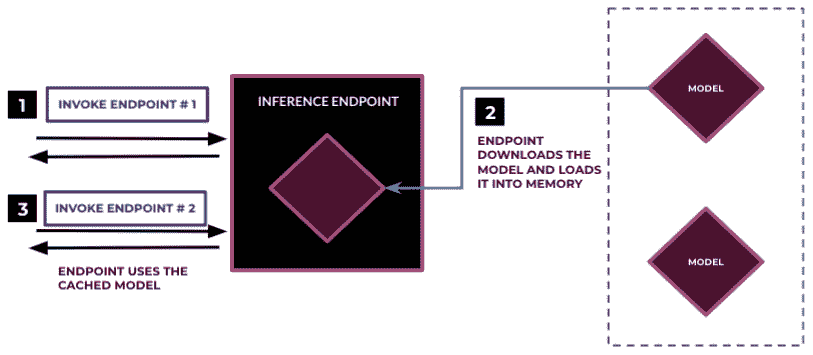 1
INVOKE ENDPOINT # 1
INFERENCE ENDPOINT
2
ENDPOINT
DOWNLOADS THE
MODEL AND LOADS
IT INTO MEMORY
MODEL
3
INVOKE ENDPOINT # 2
ENDPOINT USES THE
CACHED MODEL
MODEL